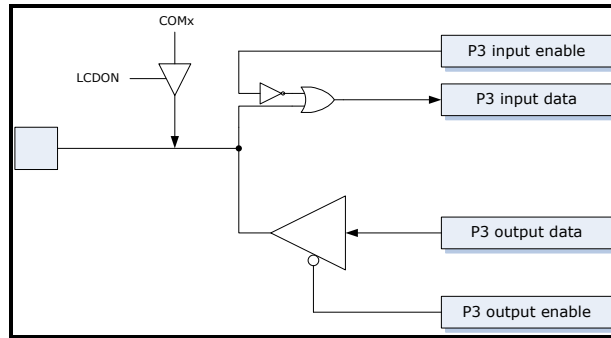 COMx
LCDON
P3 input enable
P3 input data
P3 output data
P3 output enable